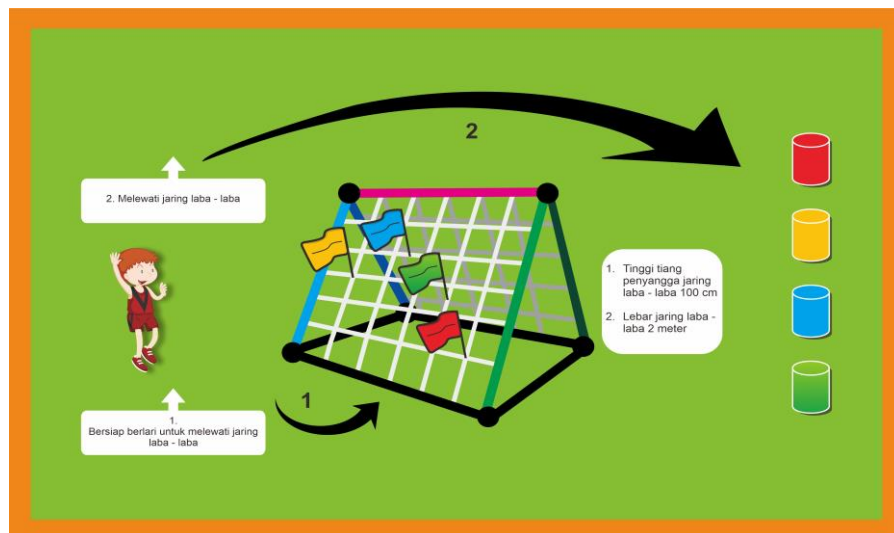 2
2. Melewati jaring laba - laba
1. Tinggi tiang
penyangga jaring
laba - laba 100 cm
2. Lebar jaring laba -
laba 2 meter
1
1.
Bersiap berlari untuk melewati jaring
laba - laba